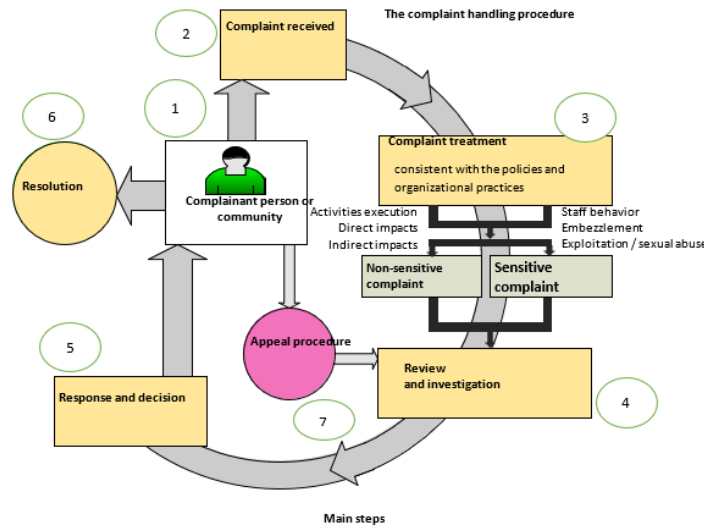 The complaint handling procedure
2
Complaint received
1
6
3
Complaint treatment
consistent with the policies and
organizational practices
Resolution
Complainant person or
community
Activities execution
Direct impacts
Indirect impacts
Staff behavior
Embezzlement
Exploitation / sexual abuse
Non-sensitive
complaint
Sensitive
complaint
Appeal procedure
5
Response and decision
Review
and investigation
4
7
Main steps